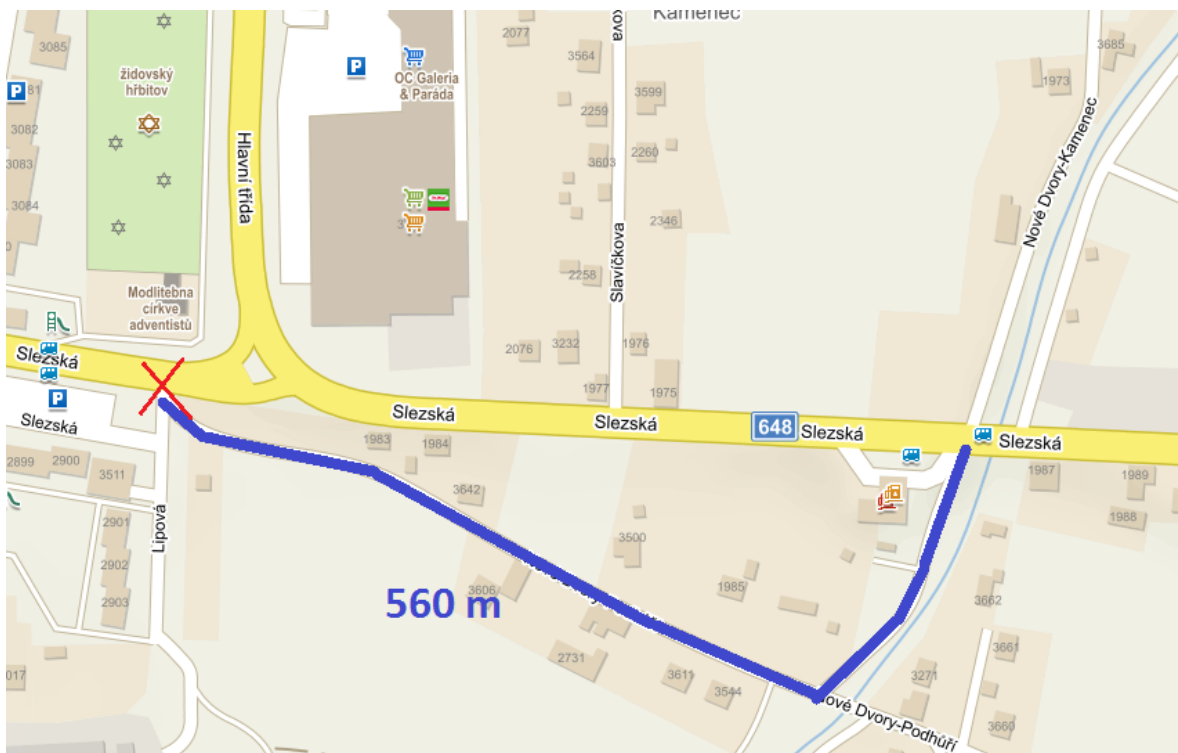 Kamenec
3085
2077
kova
3564
3685
1973
židovský
hřbitov
P
OC Galeria
& Paráda
3599
P
81
2259
3082
Hlavní třída
2260
3603
Nové Dvory-Kamenec
3083
3084
2346
2258
Slavíčkova
Modlitebna
církve
adventistů
2076
3232
1976
Slezská
1977
1975
P
Slezská
Slezská
648
Slezská
Slezská
Slezská
1983
1984
2899
2900
3511
3642
1987
1989
1988
2901
Lipová
3500
2902
1985
3606
560 m
2903
3662
2731
3661
017
3611
3544
3271
Nové Dvory-Podhůří
3660